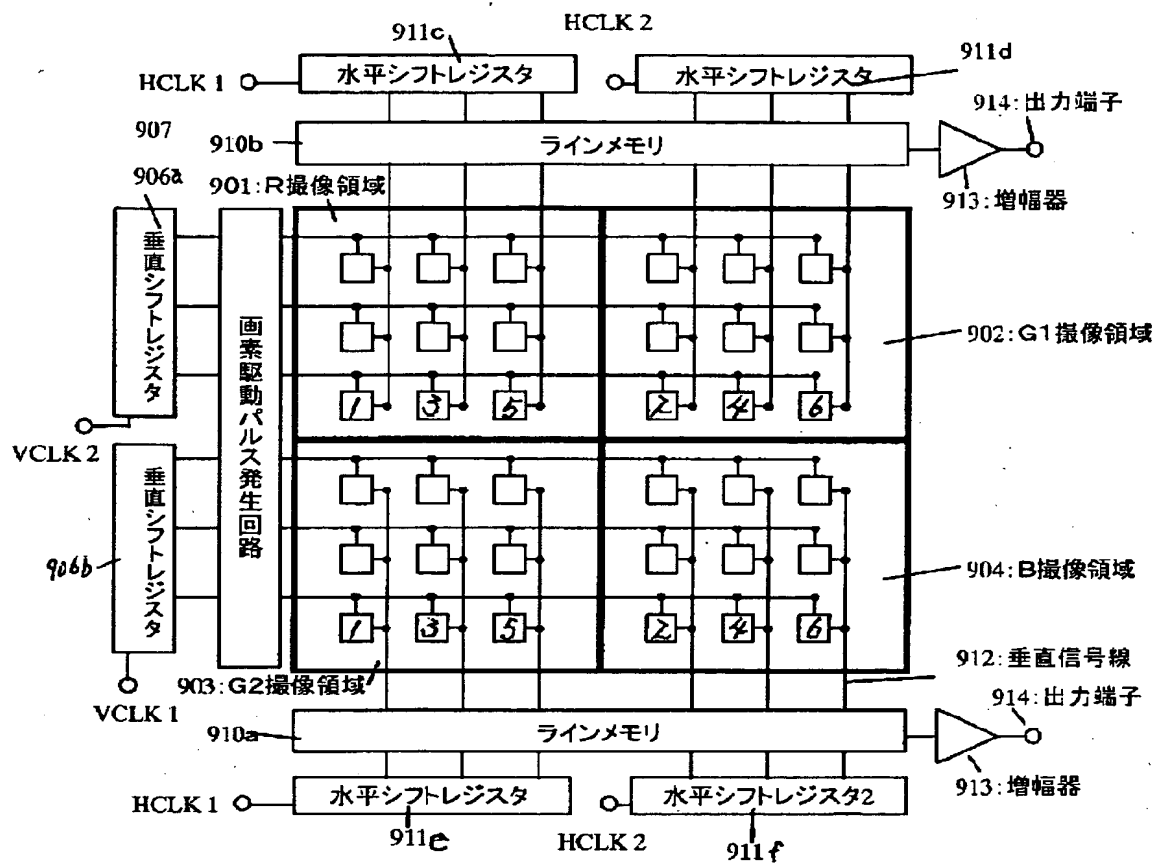 HCLK 2
911c
911d
HCLK 1
水平シフトレジスタ
水平シフトレジスタ
914:出力端子
907
910b
ラインメモリ
906a
901:R撮像領域
913:増幅器
垂直シフトレジスタ
画素駆動パルス発生回路
902:G1撮像領域
1 3 5 2 4 6
VCLK 2
垂直シフトレジスタ
906b
904:B撮像領域
1 3 5 2 4 6
912:垂直信号線
903:G2撮像領域
914:出力端子
VCLK 1
910a
ラインメモリ
913:増幅器
HCLK 1
水平シフトレジスタ
水平シフトレジスタ2
911e
HCLK 2
911f